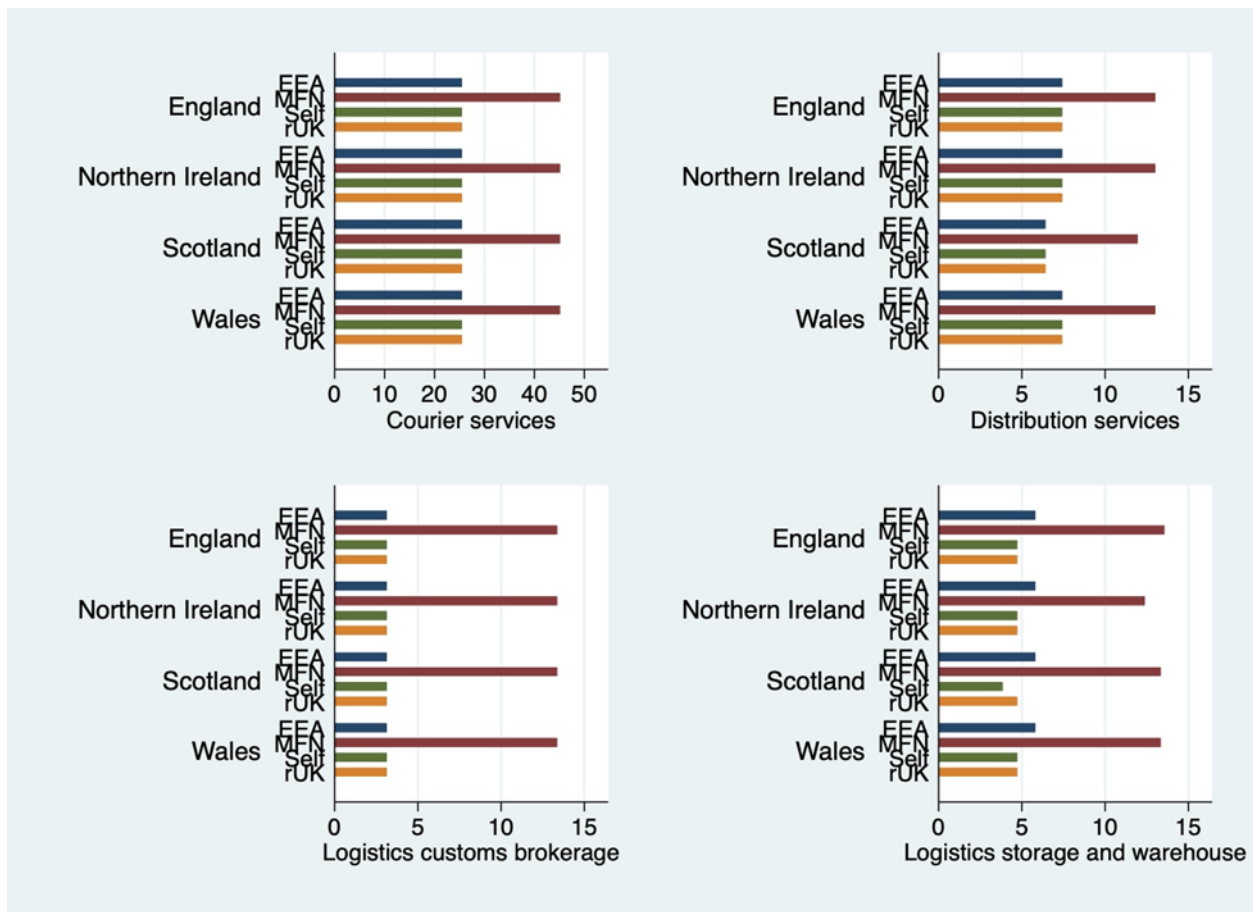 England
EEA
MFN
Self
rUK
Northern Ireland
EEA
MFN
Self
rUK
Scotland
EEA
MFN
Self
rUK
Wales
EEA
MFN
Self
rUK
0 10 20 30 40 50
Courier services
England
EEA
MFN
Self
rUK
Northern Ireland
EEA
MFN
Self
rUK
Scotland
EEA
MFN
Self
rUK
Wales
EEA
MFN
Self
rUK
0 5 10 15
Distribution services
England
EEA
MFN
Self
rUK
Northern Ireland
EEA
MFN
Self
rUK
Scotland
EEA
MFN
Self
rUK
Wales
EEA
MFN
Self
rUK
0 5 10 15
Logistics customs brokerage
England
EEA
MFN
Self
rUK
Northern Ireland
EEA
MFN
Self
rUK
Scotland
EEA
MFN
Self
rUK
Wales
EEA
MFN
Self
rUK
0 5 10 15
Logistics storage and warehouse